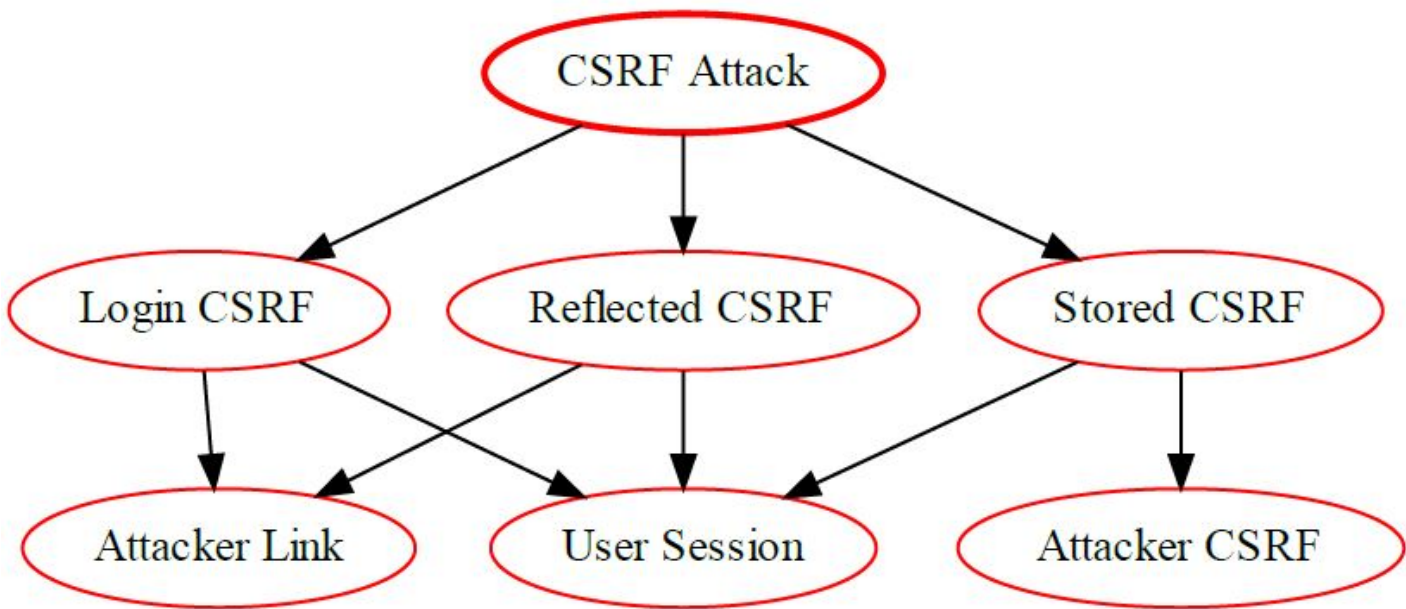 CSRF Attack
Login CSRF
Reflected CSRF
Stored CSRF
Attacker Link
User Session
Attacker CSRF